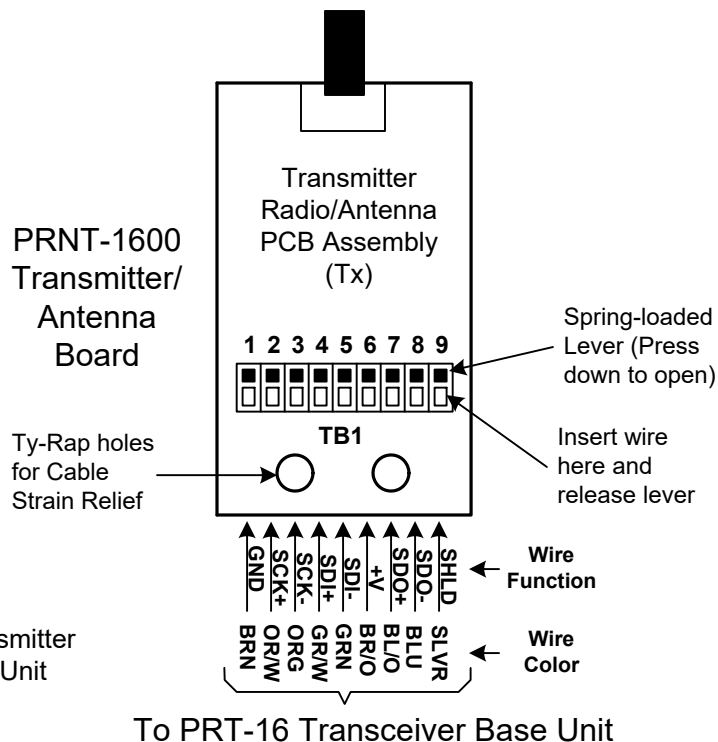 Transmitter
Radio/Antenna
PCB Assembly
(Tx)
PRNT-1600
Transmitter/
Antenna
Board
1 2 3 4 5 6 7 8 9
Spring-loaded
Lever (Press
down to open)
TB1
Ty-Rap holes
for Cable
Strain Relief
Insert wire
here and
release lever
GND
SCK+
SCK-
SDI+
SDI-
+V
SDO+
SDO-
SHLD
Wire
Function
BRN
OR/W
ORG
GR/W
GRN
BR/O
BL/O
BLU
SLVR
Wire
Color
smitter
Unit
To PRT-16 Transceiver Base Unit